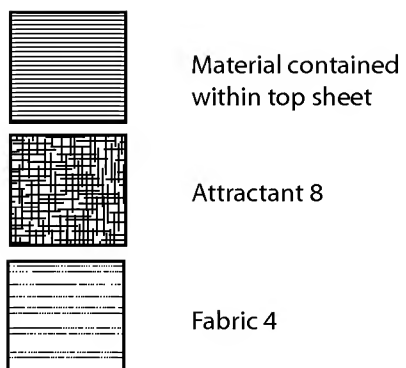 Material contained
within top sheet
Attractant 8
Fabric 4